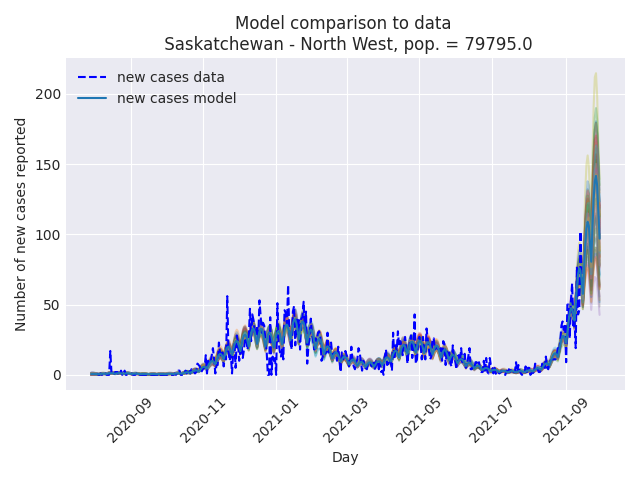 Model comparison to data
Saskatchewan - North West, pop. = 79795.0
new cases data
new cases model
Number of new cases reported
200
150
100
50
0
2020-09
2020-11
2021-01
2021-03
2021-05
2021-07
2021-09
Day